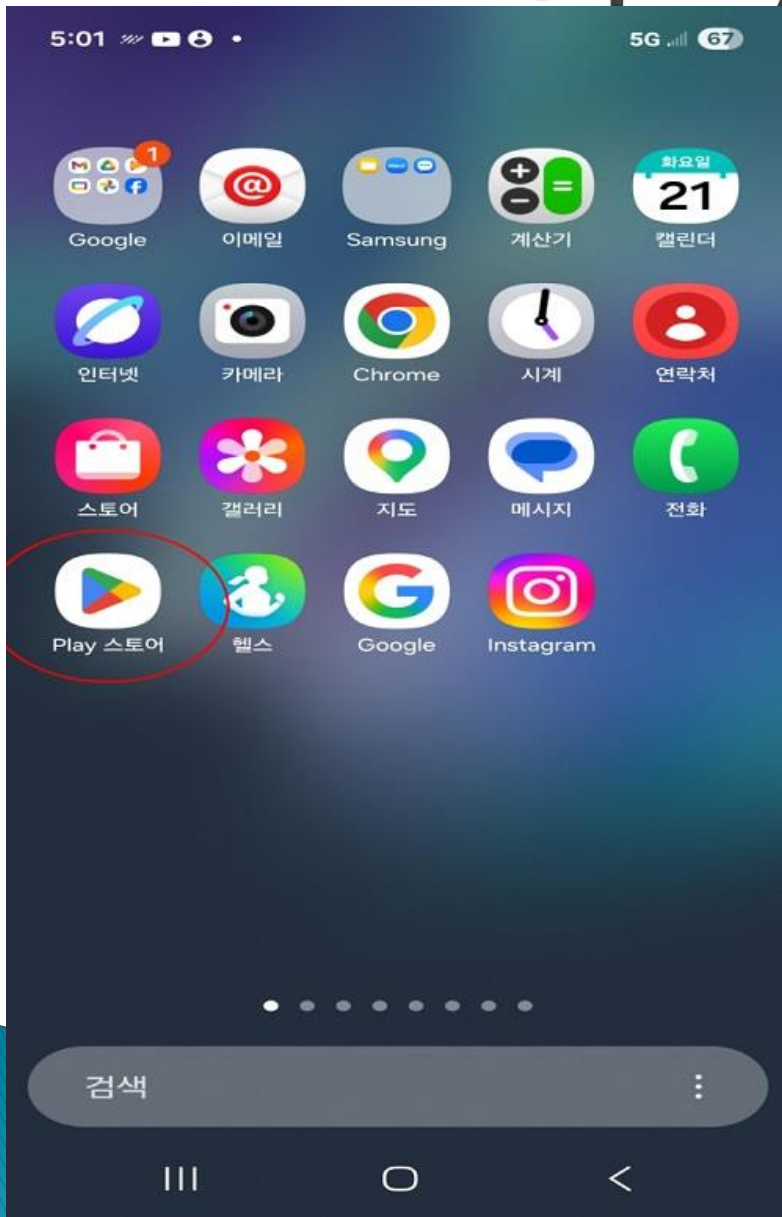 5:01 5G 67
1
화요일
21
Google 이메일 Samsung 계산기 캘린더
인터넷 카메라 Chrome 시계 연락처
스토어 갤러리 지도 메시지 전화
Play 스토어 헬스 Google Instagram
검색